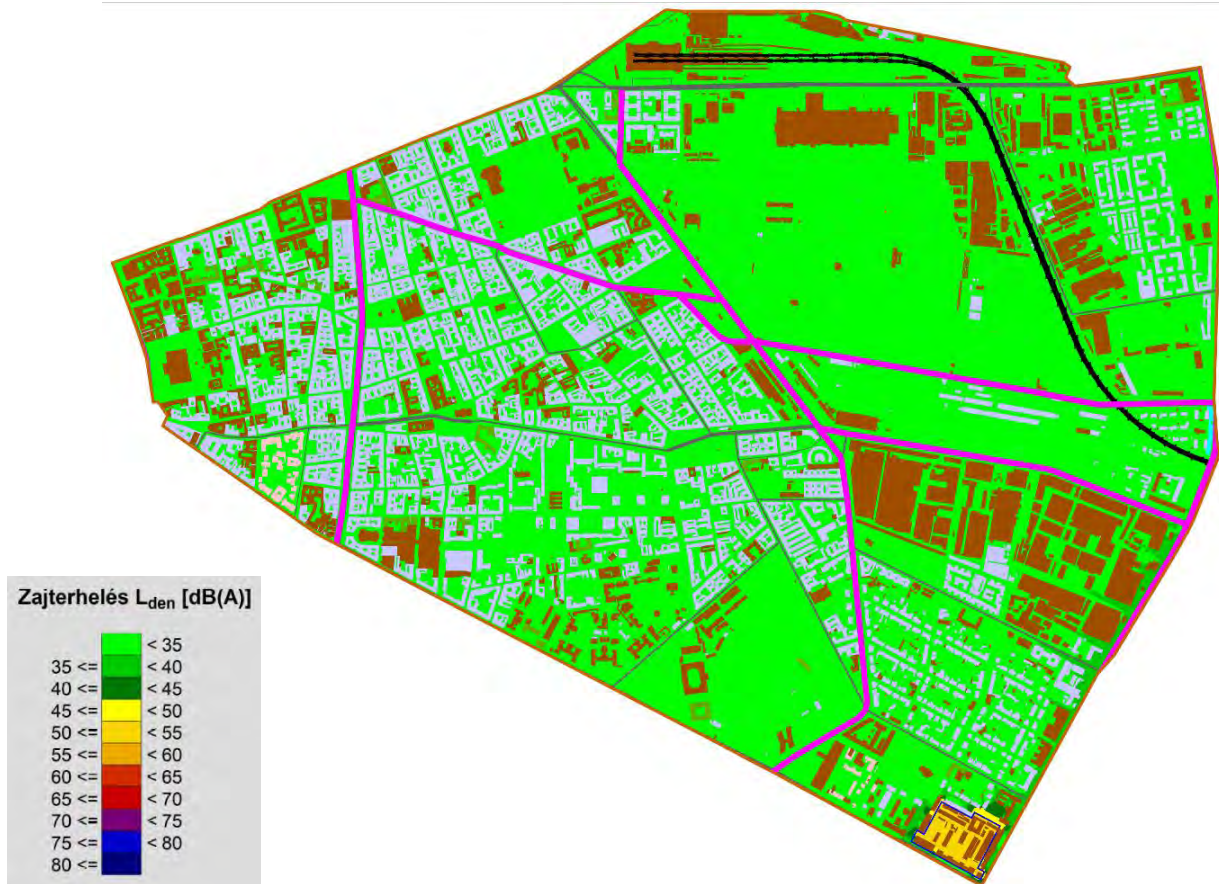 Zajterhelés Lden [dB(A)]
< 35
35 <= < 40
40 <= < 45
45 <= < 50
50 <= < 55
55 <= < 60
60 <= < 65
65 <= < 70
70 <= < 75
75 <= < 80
80 <=